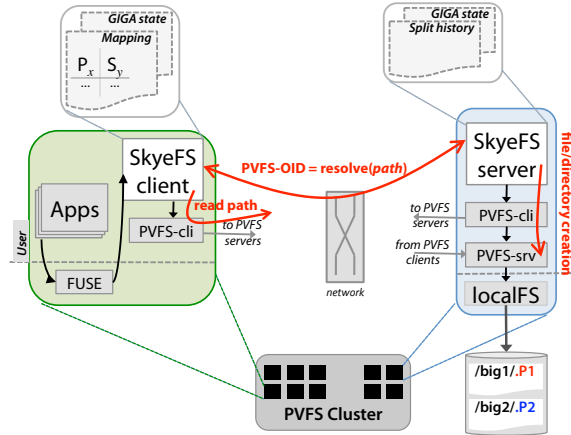 GIGA state
Mapping
Px Sy
... ...
GIGA state
Split history
SkyeFS
client
SkyeFS
server
PVFS-OID = resolve(path)
file/directory creation
read path
Apps
PVFS-cli
to PVFS
servers
to PVFS
servers
PVFS-cli
from PVFS
clients
PVFS-srv
User
FUSE
network
localFS
/big1/.P1
/big2/.P2
PVFS Cluster